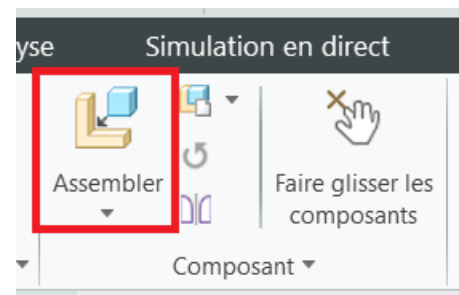 yse Simulation en direct
Assembler
Faire glisser les
composants
Composant